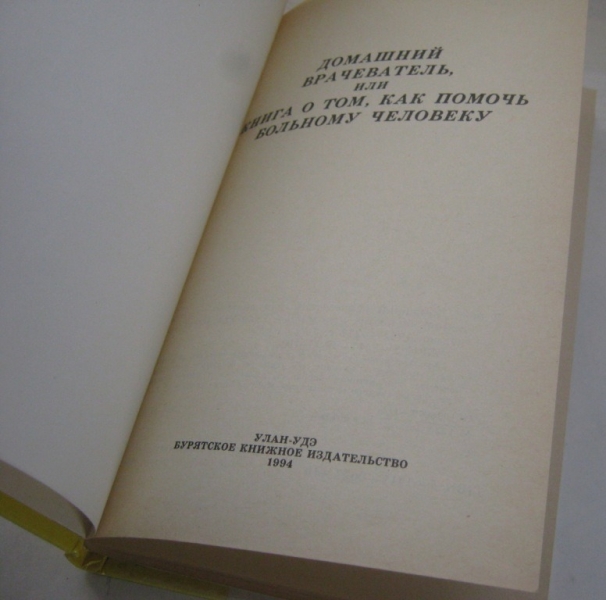 ДОМАШНИЙ
ВРАЧЕВАТЕЛЬ,
ИЛИ
КНИГА О ТОМ, КАК ПОМОЧЬ
БОЛЬНОМУ ЧЕЛОВЕКУ
УЛАН-УДЭ
БУРЯТСКОЕ КНИЖНОЕ ИЗДАТЕЛЬСТВО
1994